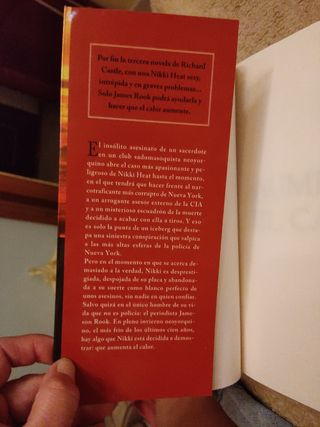 Por fin la tercera novela de Richard
Castle, con una Nikki Heat sexy,
intrépida y en graves problemas...
Solo James Rook podrá ayudarla y
hacer que el calor aumente.
El insólito asesinato de un sacerdote
en un club sadomasoquista neoyor-
quino abre el caso más apasionante y pe-
ligroso de Nikki Heat hasta el momento,
en el que tendrá que hacer frente al nar-
cotraficante más corrupto de Nueva York,
a un arrogante asesor externo de la CIA
y a un misterioso escuadrón de la muerte
decidido a acabar con ella a tiros. Y eso
es solo la punta de un iceberg que desta-
pa una siniestra conspiración que salpica
a las más altas esferas de la policía de
Nueva York.
Pero en el momento en que se acerca de-
masiado a la verdad, Nikki es despresti-
giada, despojada de su placa y abandona-
da a su suerte como blanco perfecto de
unos asesinos, sin nadie en quien confiar.
Salvo quizá en el único hombre de su vi-
da que no es policía: el periodista Jame-
son Rook. En pleno invierno neoyorqui-
no, el más frío de los últimos cien años,
hay algo que Nikki está decidida a demos-
trar: que aumenta el calor.